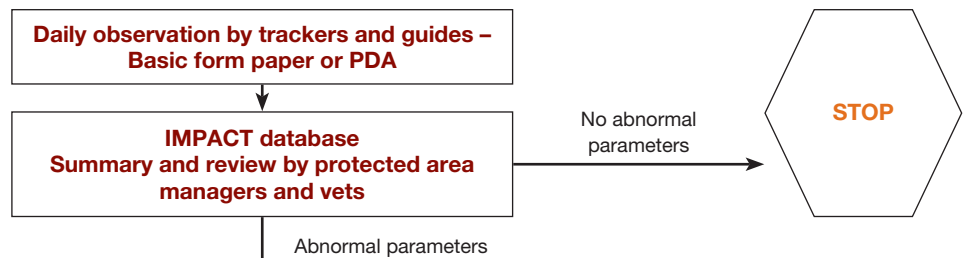 Daily observation by trackers and guides –
Basic form paper or PDA
IMPACT database
Summary and review by protected area
managers and vets
No abnormal
parameters
STOP
Abnormal parameters